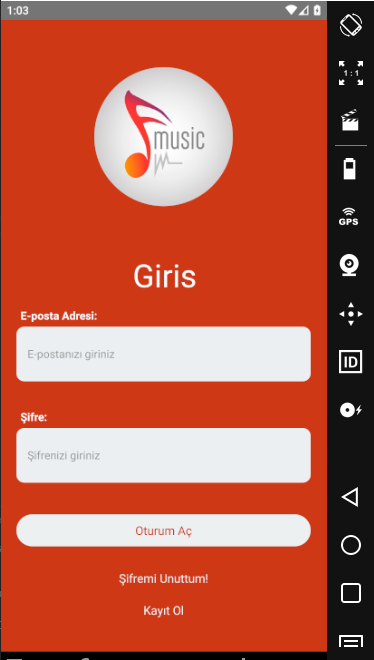 1:03
music
Giris
E-posta Adresi:
E-postanızı giriniz
Şifre:
Şifrenizi giriniz
Oturum Aç
Şifremi Unuttum!
Kayıt Ol
1:1
GPS
ID